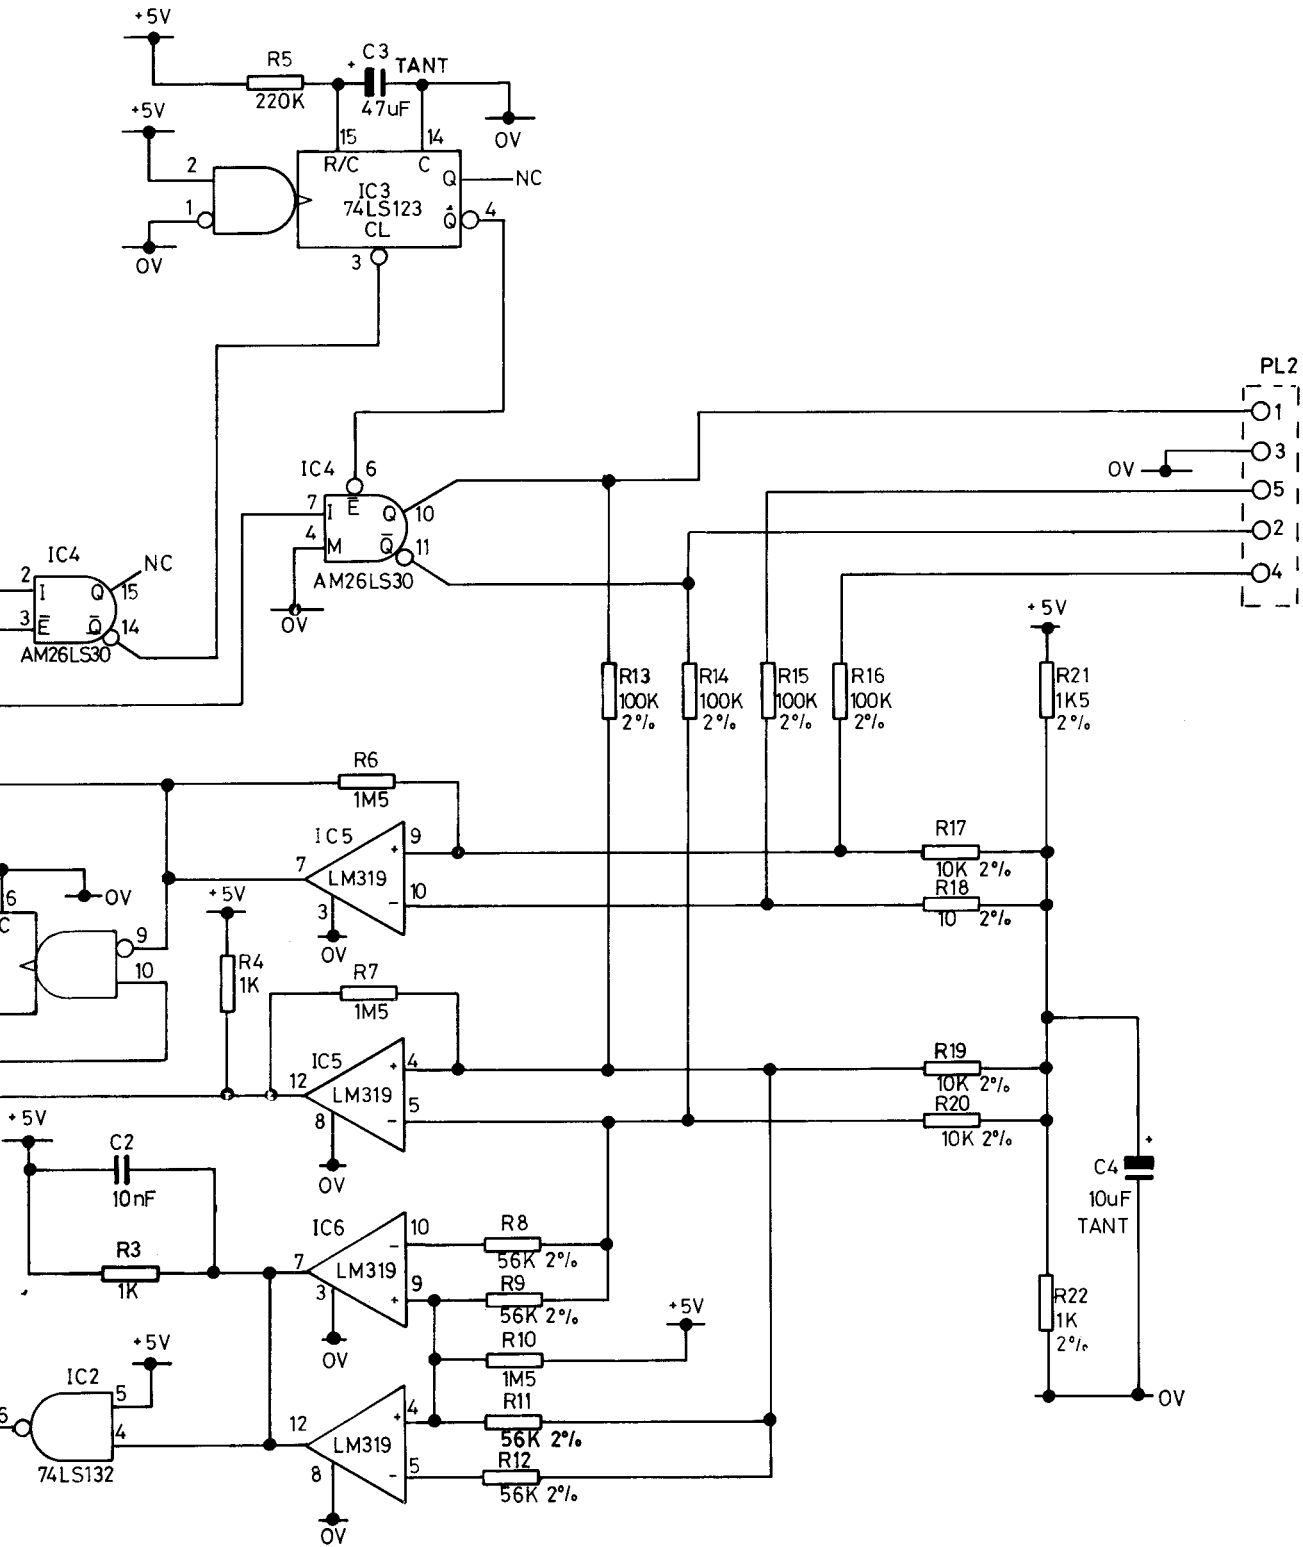 +5V
R5
220K
+
C3
TANT
47uF
0V
+5V
15
14
2
R/C
C
Q
NC
IC3
74LS123
1
CL
Q̄
4
0V
3
PL2
1
3
0V
5
2
4
IC4
6
7
I
E̅
Q
10
4
M
Q̅
11
AM26LS30
0V
IC4
NC
2
I
Q
15
3
E̅
Q̅
14
AM26LS30
+5V
R13
100K
2%
R14
100K
2%
R15
100K
2%
R16
100K
2%
R21
1K5
2%
R6
1M5
IC5
9
+
7
LM319
10
-
3
0V
R17
10K 2%
R18
10 2%
0V
6
C
+5V
9
10
R4
1K
R7
1M5
IC5
4
+
12
LM319
5
-
8
0V
R19
10K 2%
R20
10K 2%
+5V
C2
10nF
R3
1K
IC6
10
-
7
LM319
9
+
3
0V
R8
56K 2%
R9
56K 2%
+5V
R10
1M5
R11
56K 2%
R12
56K 2%
+
C4
10uF
TANT
R22
1K
2%
0V
+5V
IC2
5
6
4
74LS132
12
4
+
LM319
5
-
8
0V